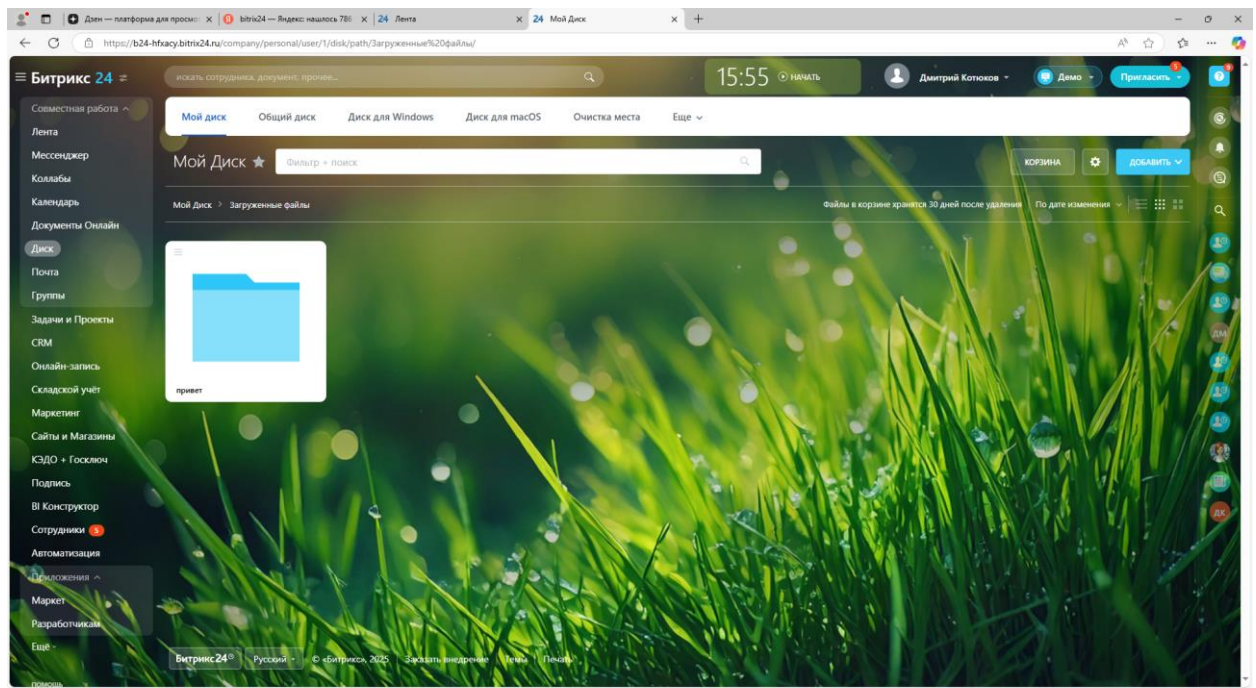 Дзен — платформа для просмо
bitrix24 — Яндекс: нашлось 786
24 Лента
24 Мой Диск
https://b24-hfxacy.bitrix24.ru/company/personal/user/1/disk/path/Загруженные%20файлы/
Битрикс 24
искать сотрудника, документ, прочее...
15:55 НАЧАТЬ
Дмитрий Котюков
Демо
Пригласить
5
Совместная работа
Лента
Мессенджер
Коллабы
Календарь
Документы Онлайн
Диск
Почта
Группы
Задачи и Проекты
CRM
Онлайн-запись
Складской учёт
Маркетинг
Сайты и Магазины
КЭДО + Госключ
Подпись
BI Конструктор
Сотрудники 5
Автоматизация
Приложения
Маркет
Разработчикам
Ещё
помощь
Мой диск
Общий диск
Диск для Windows
Диск для macOS
Очистка места
Еще
Мой Диск
Фильтр + поиск
КОРЗИНА
ДОБАВИТЬ
Мой Диск > Загруженные файлы
Файлы в корзине хранятся 30 дней после удаления
По дате изменения
привет
ДМ
ДК
Битрикс24®
Русский
© «Битрикс», 2025
Заказать внедрение
Темы
Печать